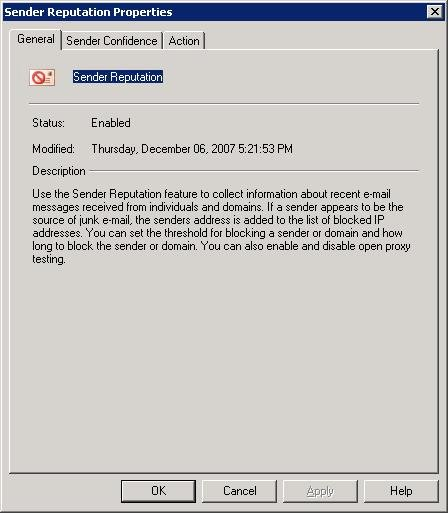 Sender Reputation Properties
General Sender Confidence Action
Sender Reputation
Status: Enabled
Modified: Thursday, December 06, 2007 5:21:53 PM
Description
Use the Sender Reputation feature to collect information about recent e-mail
messages received from individuals and domains. If a sender appears to be the
source of junk e-mail, the senders address is added to the list of blocked IP
addresses. You can set the threshold for blocking a sender or domain and how
long to block the sender or domain. You can also enable and disable open proxy
testing.
OK Cancel Apply Help